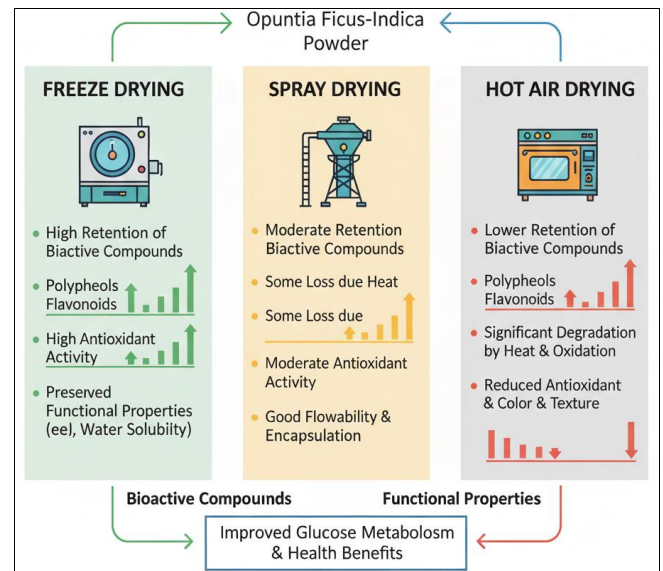 Opuntia Ficus-Indica
Powder
FREEZE DRYING
• High Retention of
Biactive Compounds
• Polypheols
Flavonoids
• High Antioxidant
Activity
• Preserved
Functional Properties
(eel, Water Solubilty)
SPRAY DRYING
• Moderate Retention
Bioactive Compounds
• Some Loss due Heat
• Some Loss due
• Moderate Antioxidant
Activity
• Good Flowability &
Encapsulation
HOT AIR DRYING
• Lower Retention of
Biactive Compounds
• Polypheols
Flavonoids
• Significant Degradation
by Heat & Oxidation
• Reduced Antioxidant
& Color & Texture
Bioactive Compounds
Functional Properties
Improved Glucose Metabolosm
& Health Benefits